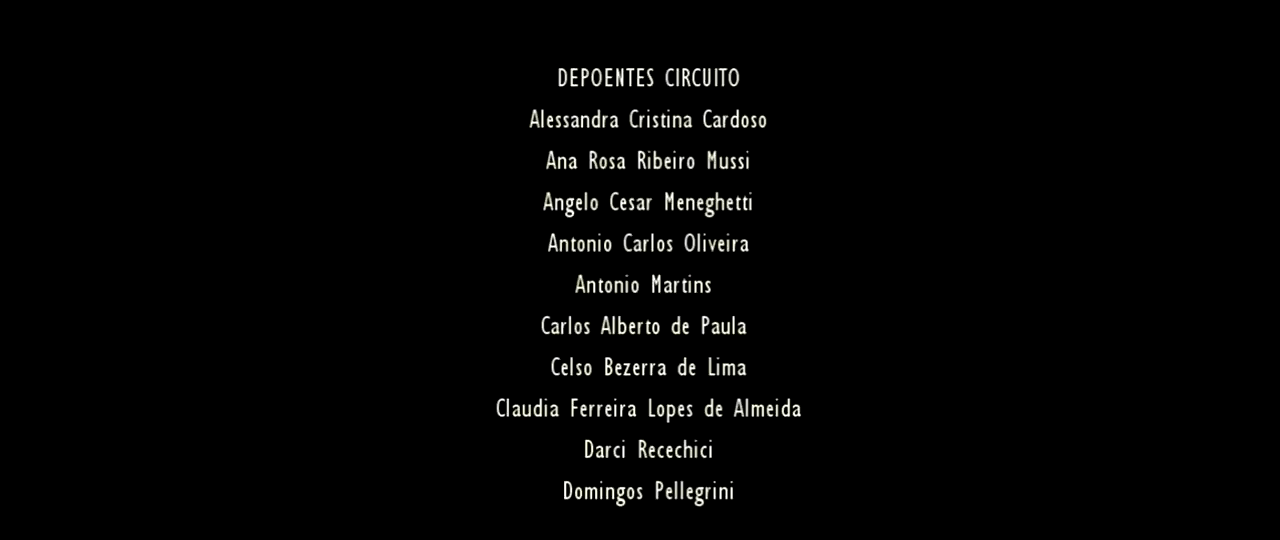 DEPOENTES CIRCUITO
Alessandra Cristina Cardoso
Ana Rosa Ribeiro Mussi
Angelo Cesar Meneghetti
Antonio Carlos Oliveira
Antonio Martins
Carlos Alberto de Paula
Celso Bezerra de Lima
Claudia Ferreira Lopes de Almeida
Darci Recechici
Domingos Pellegrini